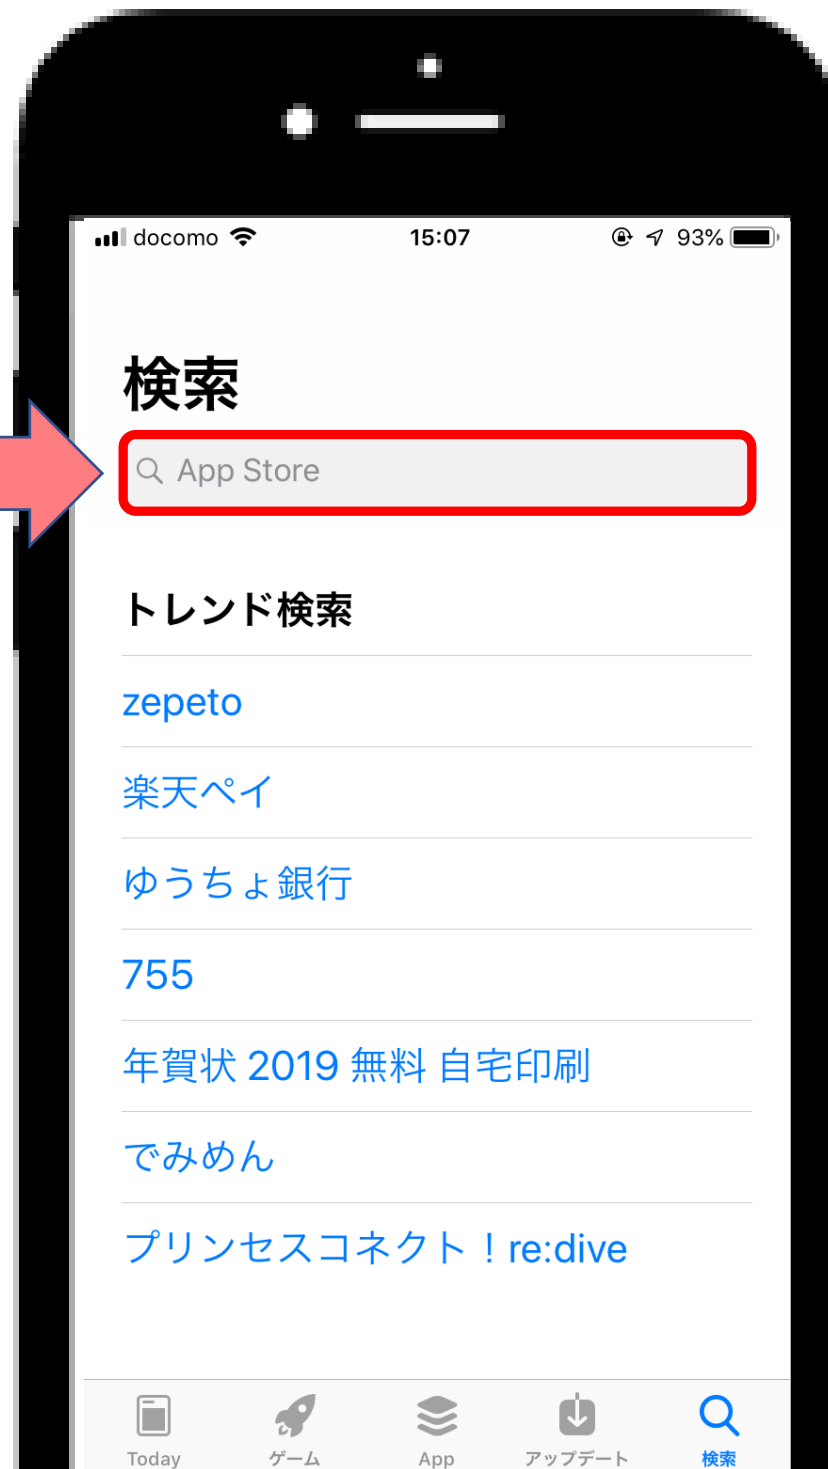 docomo 15:07 93%
検索
App Store
トレンド検索
zepeto
楽天ペイ
ゆうちょ銀行
755
年賀状 2019 無料 自宅印刷
でみめん
プリンセスコネクト！re:dive
Today ゲーム App アップデート 検索